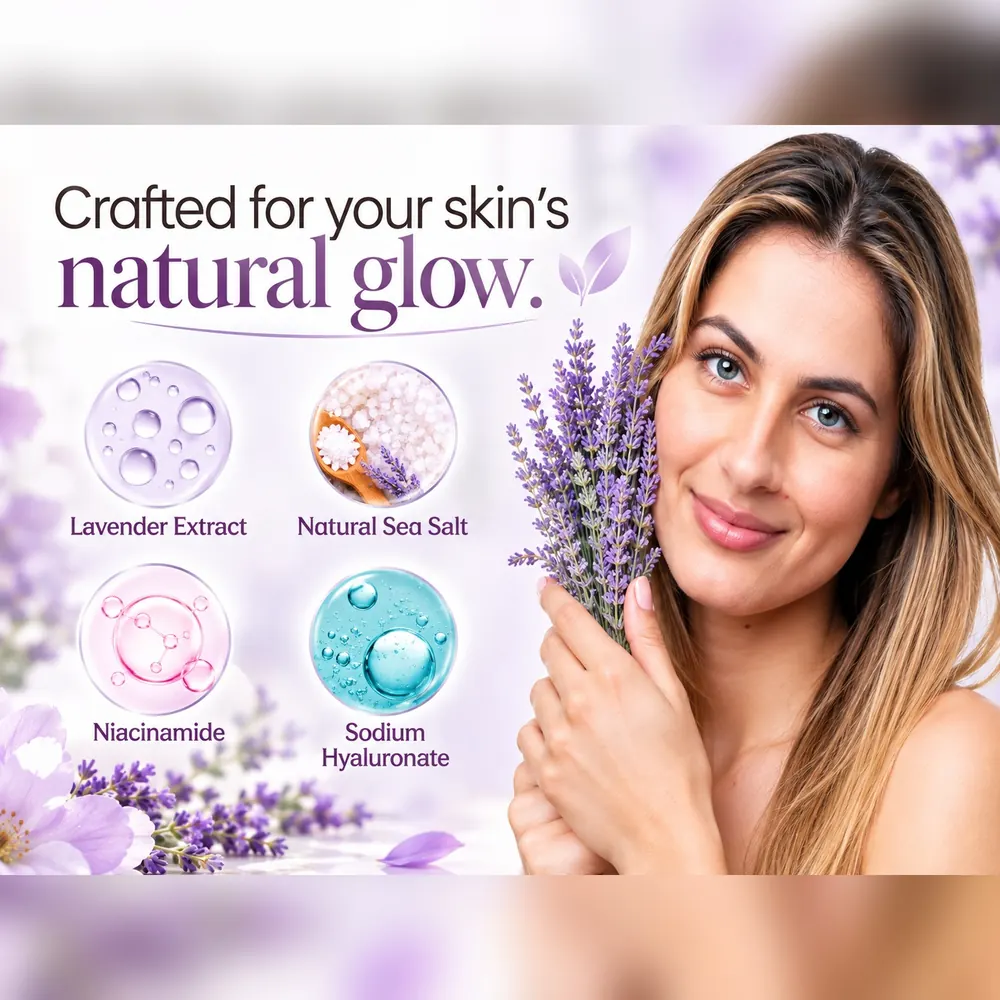 Crafted for your skin's
natural glow.
Lavender Extract
Natural Sea Salt
Niacinamide
Sodium
Hyaluronate